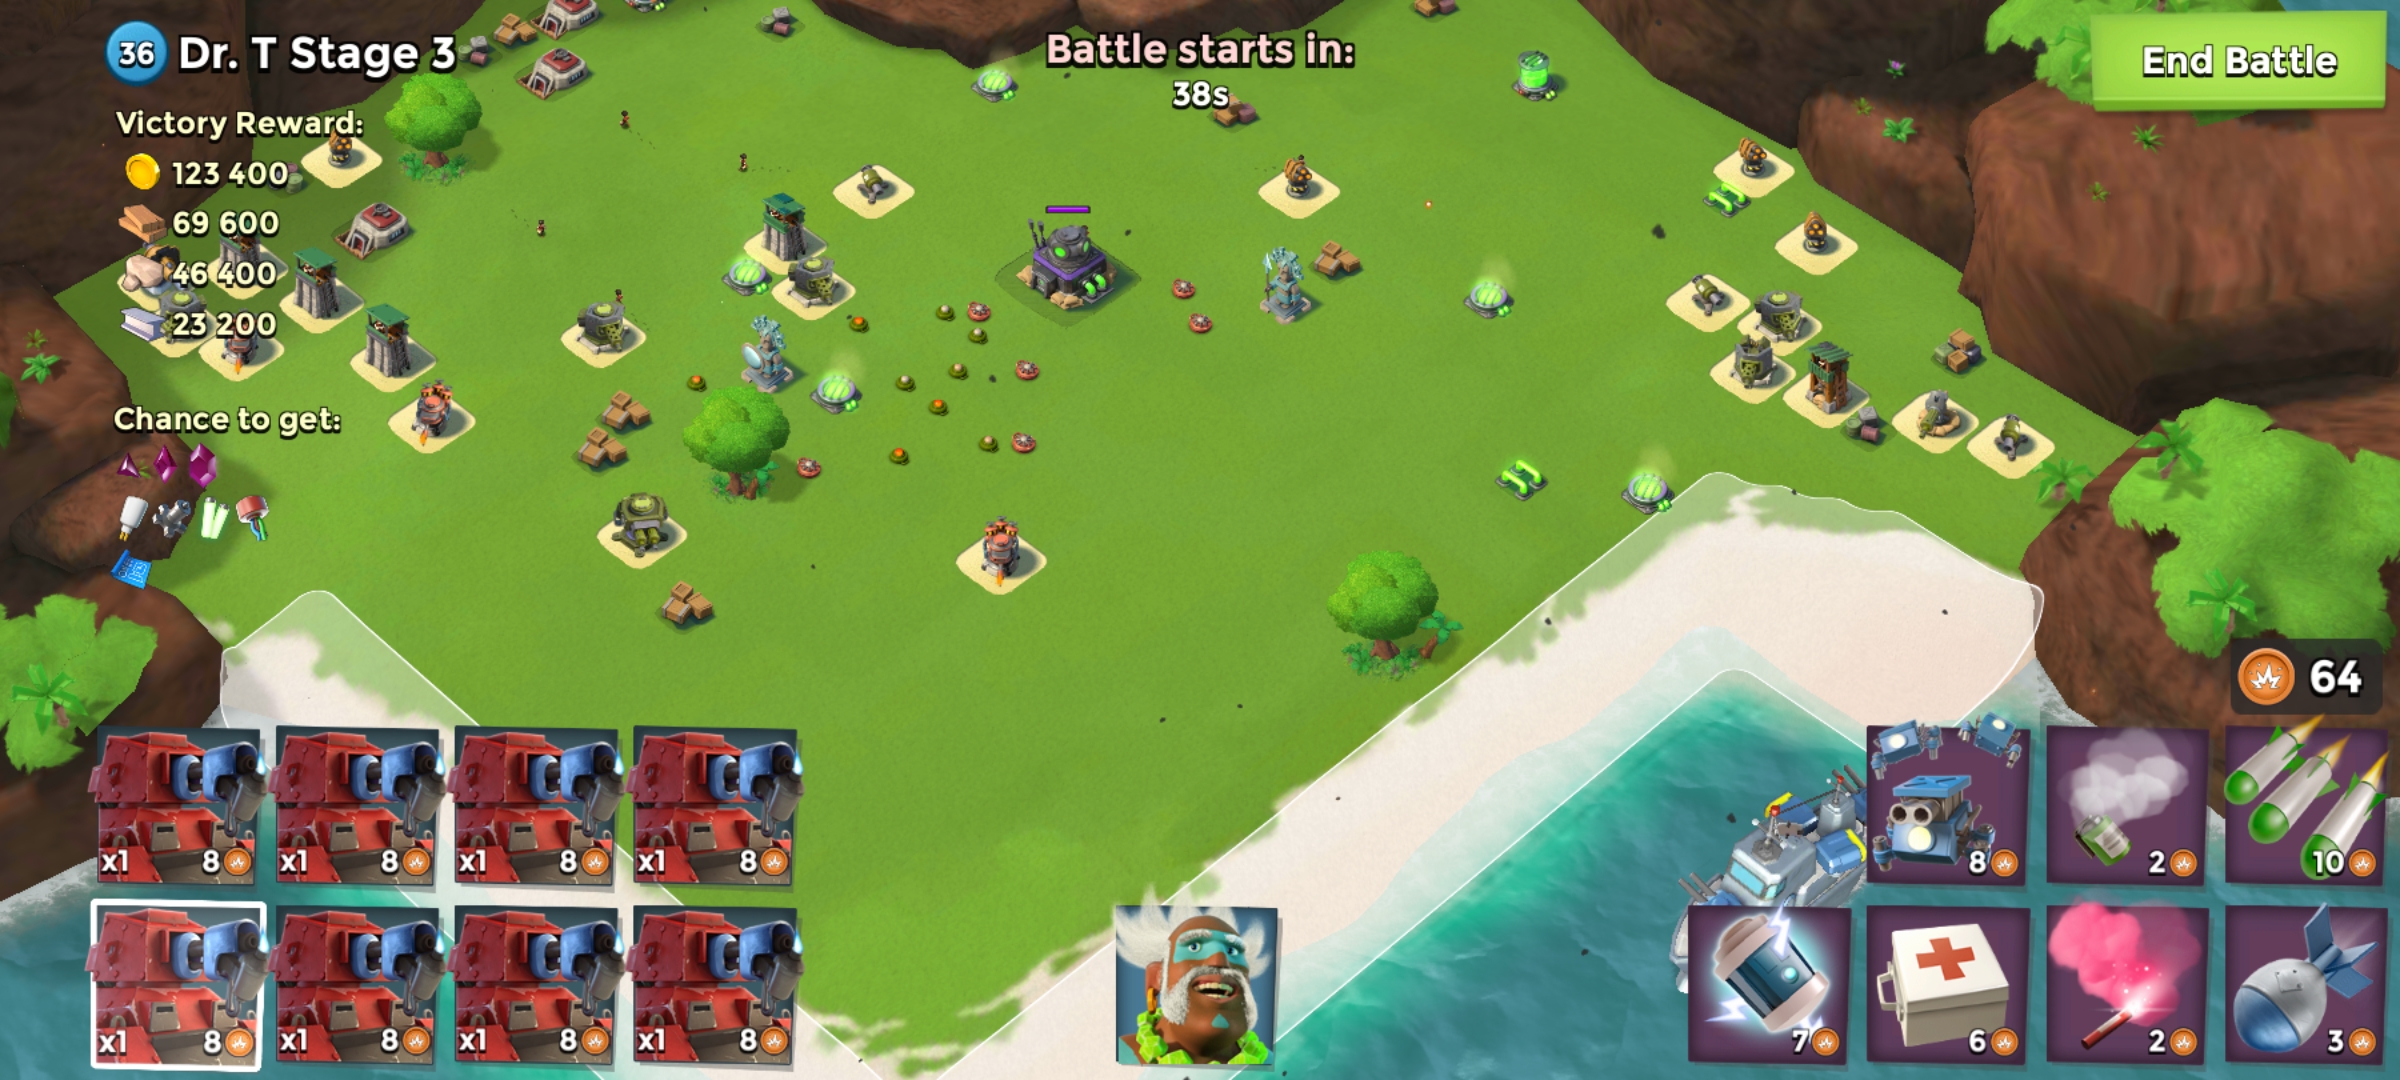 36 Dr. T Stage 3
Battle starts in:
38s
End Battle
Victory Reward:
123 400
69 600
46 400
23 200
Chance to get:
64
x1 8
x1 8
x1 8
x1 8
8
2
10
x1 8
x1 8
x1 8
x1 8
7
6
2
3